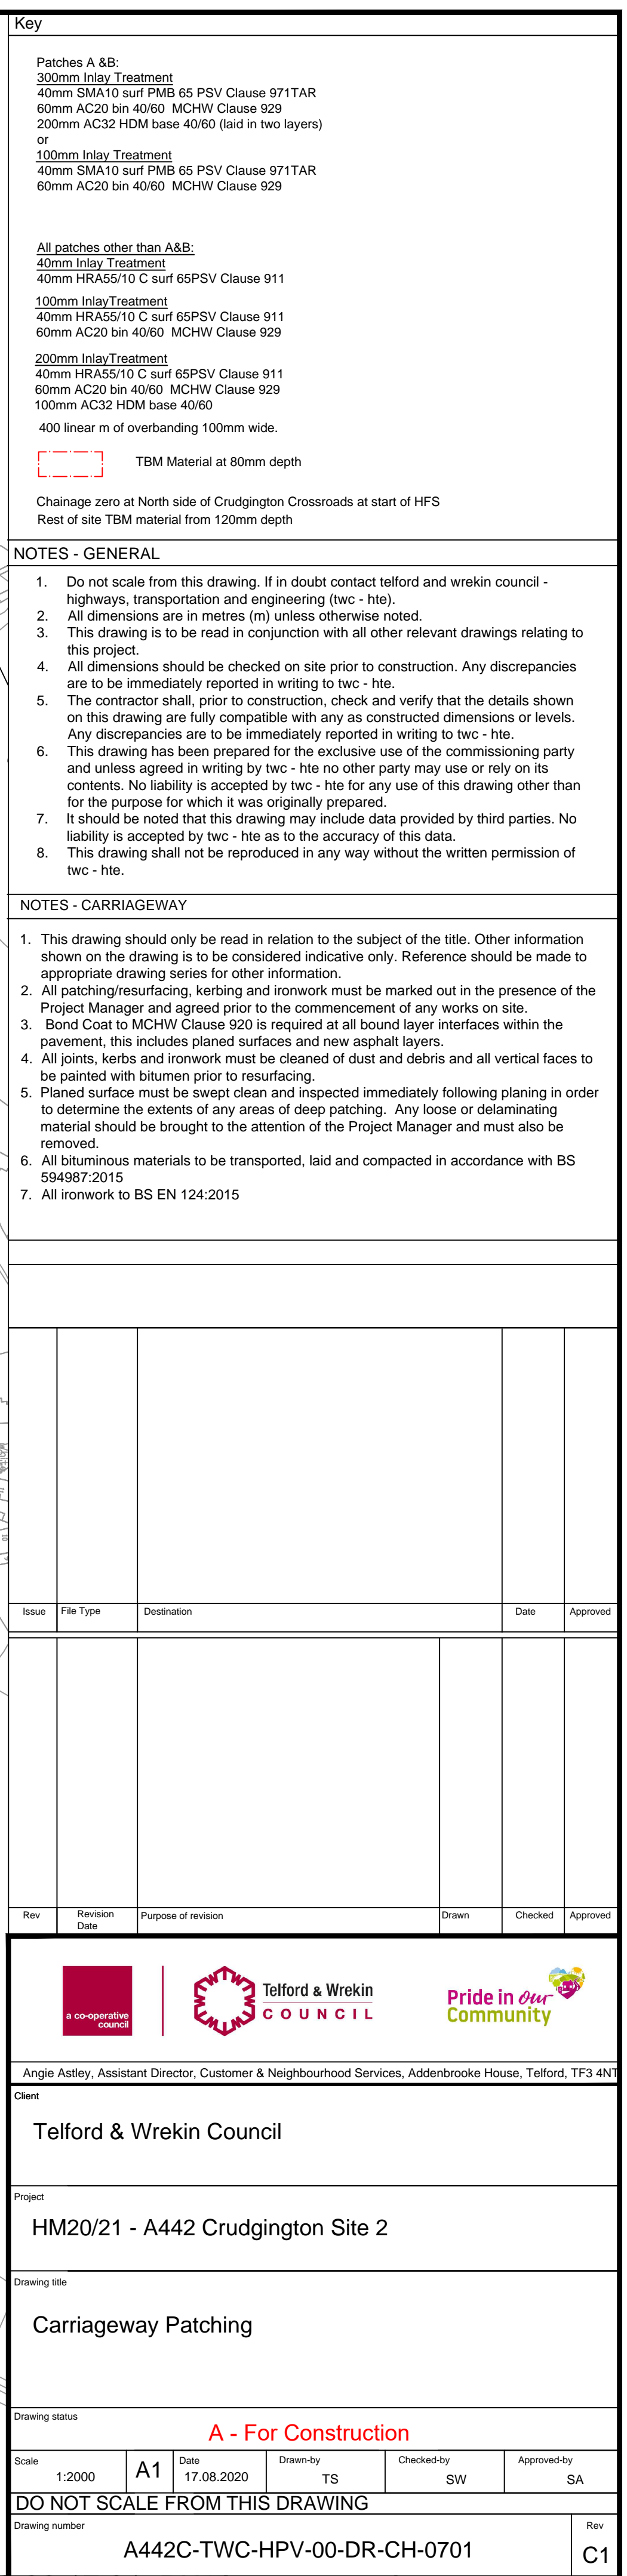 Key
Patches A &B:
300mm Inlay Treatment
40mm SMA10 surf PMB 65 PSV Clause 971TAR
60mm AC20 bin 40/60  MCHW Clause 929
200mm AC32 HDM base 40/60 (laid in two layers)
or
100mm Inlay Treatment
40mm SMA10 surf PMB 65 PSV Clause 971TAR
60mm AC20 bin 40/60  MCHW Clause 929
All patches other than A&B:
40mm Inlay Treatment
40mm HRA55/10 C surf 65PSV Clause 911
100mm InlayTreatment
40mm HRA55/10 C surf 65PSV Clause 911
60mm AC20 bin 40/60  MCHW Clause 929
200mm InlayTreatment
40mm HRA55/10 C surf 65PSV Clause 911
60mm AC20 bin 40/60  MCHW Clause 929
100mm AC32 HDM base 40/60
400 linear m of overbanding 100mm wide.
TBM Material at 80mm depth
Chainage zero at North side of Crudgington Crossroads at start of HFS
Rest of site TBM material from 120mm depth
NOTES - GENERAL
1. Do not scale from this drawing. If in doubt contact telford and wrekin council -
highways, transportation and engineering (twc - hte).
2. All dimensions are in metres (m) unless otherwise noted.
3. This drawing is to be read in conjunction with all other relevant drawings relating to
this project.
4. All dimensions should be checked on site prior to construction. Any discrepancies
are to be immediately reported in writing to twc - hte.
5. The contractor shall, prior to construction, check and verify that the details shown
on this drawing are fully compatible with any as constructed dimensions or levels.
Any discrepancies are to be immediately reported in writing to twc - hte.
6. This drawing has been prepared for the exclusive use of the commissioning party
and unless agreed in writing by twc - hte no other party may use or rely on its
contents. No liability is accepted by twc - hte for any use of this drawing other than
for the purpose for which it was originally prepared.
7. It should be noted that this drawing may include data provided by third parties. No
liability is accepted by twc - hte as to the accuracy of this data.
8. This drawing shall not be reproduced in any way without the written permission of
twc - hte.
NOTES - CARRIAGEWAY
1. This drawing should only be read in relation to the subject of the title. Other information
shown on the drawing is to be considered indicative only. Reference should be made to
appropriate drawing series for other information.
2. All patching/resurfacing, kerbing and ironwork must be marked out in the presence of the
Project Manager and agreed prior to the commencement of any works on site.
3. Bond Coat to MCHW Clause 920 is required at all bound layer interfaces within the
pavement, this includes planed surfaces and new asphalt layers.
4. All joints, kerbs and ironwork must be cleaned of dust and debris and all vertical faces to
be painted with bitumen prior to resurfacing.
5. Planed surface must be swept clean and inspected immediately following planing in order
to determine the extents of any areas of deep patching.  Any loose or delaminating
material should be brought to the attention of the Project Manager and must also be
removed.
6. All bituminous materials to be transported, laid and compacted in accordance with BS
594987:2015
7. All ironwork to BS EN 124:2015
Issue File Type Destination Date Approved
Rev Revision Date Purpose of revision Drawn Checked Approved
a co-operative
council
Telford & Wrekin
COUNCIL
Pride in our
Community
Angie Astley, Assistant Director, Customer & Neighbourhood Services, Addenbrooke House, Telford, TF3 4NT
Client
Telford & Wrekin Council
Project
HM20/21 - A442 Crudgington Site 2
Drawing title
Carriageway Patching
Drawing status
A - For Construction
Scale 1:2000 A1 Date 17.08.2020 Drawn-by TS Checked-by SW Approved-by SA
DO NOT SCALE FROM THIS DRAWING
Drawing number Rev
A442C-TWC-HPV-00-DR-CH-0701 C1